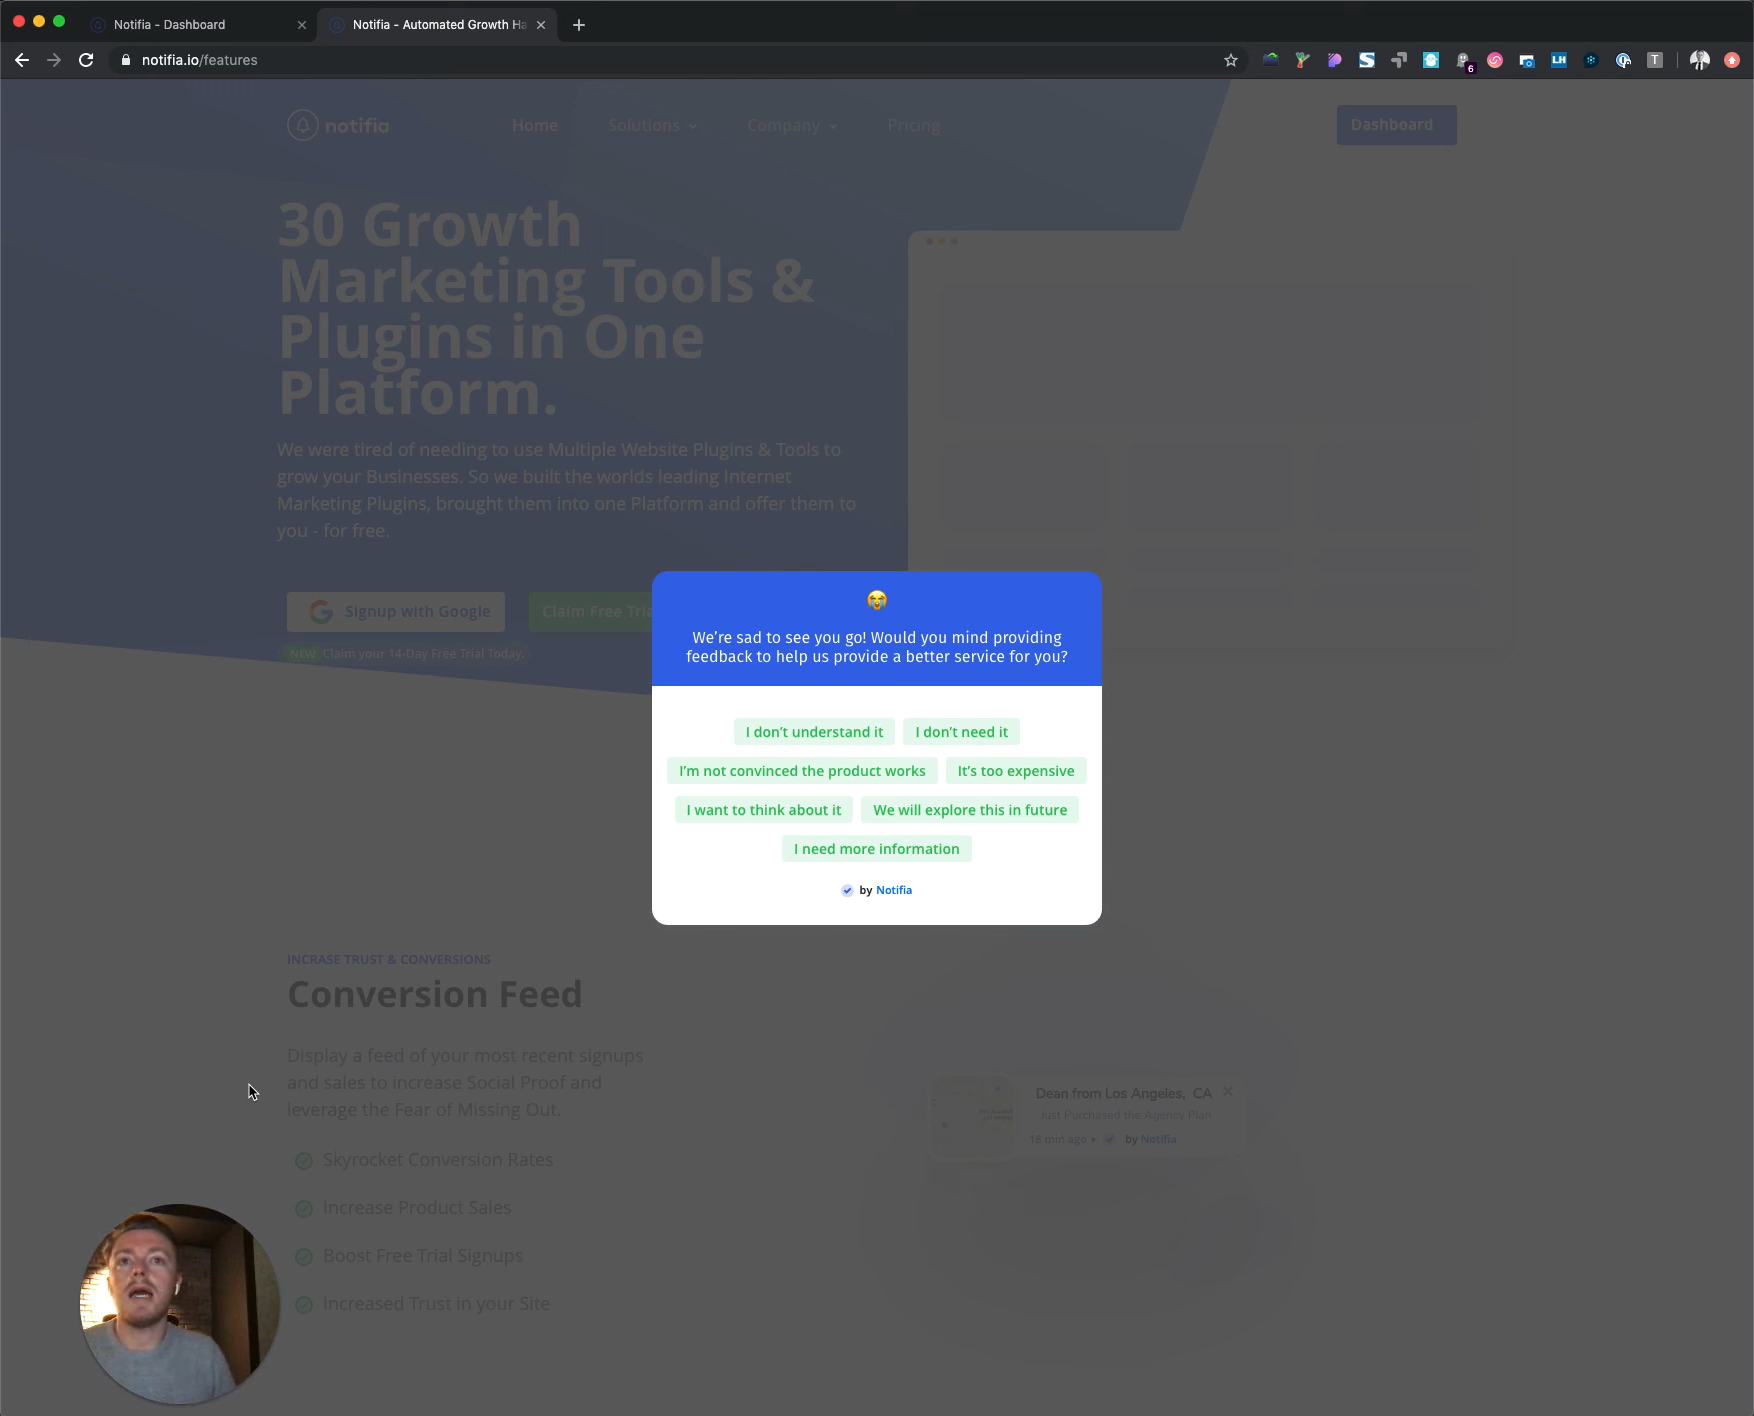 Notifia - Dashboard
Notifia - Automated Growth Ha
notifia.io/features
6
LH
T
notifia
Home
Solutions
Company
Pricing
Dashboard
30 Growth
Marketing Tools &
Plugins in One
Platform.
We were tired of needing to use Multiple Website Plugins & Tools to
grow your Businesses. So we built the worlds leading Internet
Marketing Plugins, brought them into one Platform and offer them to
you - for free.
Signup with Google
Claim Free Tria
NEW Claim your 14-Day Free Trial Today.
We're sad to see you go! Would you mind providing
feedback to help us provide a better service for you?
I don't understand it
I don't need it
I'm not convinced the product works
It's too expensive
I want to think about it
We will explore this in future
I need more information
by Notifia
INCRASE TRUST & CONVERSIONS
Conversion Feed
Display a feed of your most recent signups
and sales to increase Social Proof and
leverage the Fear of Missing Out.
Skyrocket Conversion Rates
Increase Product Sales
Boost Free Trial Signups
Increased Trust in your Site
Dean from Los Angeles, CA
Just Purchased the Agency Plan
18 min ago • by Notifia